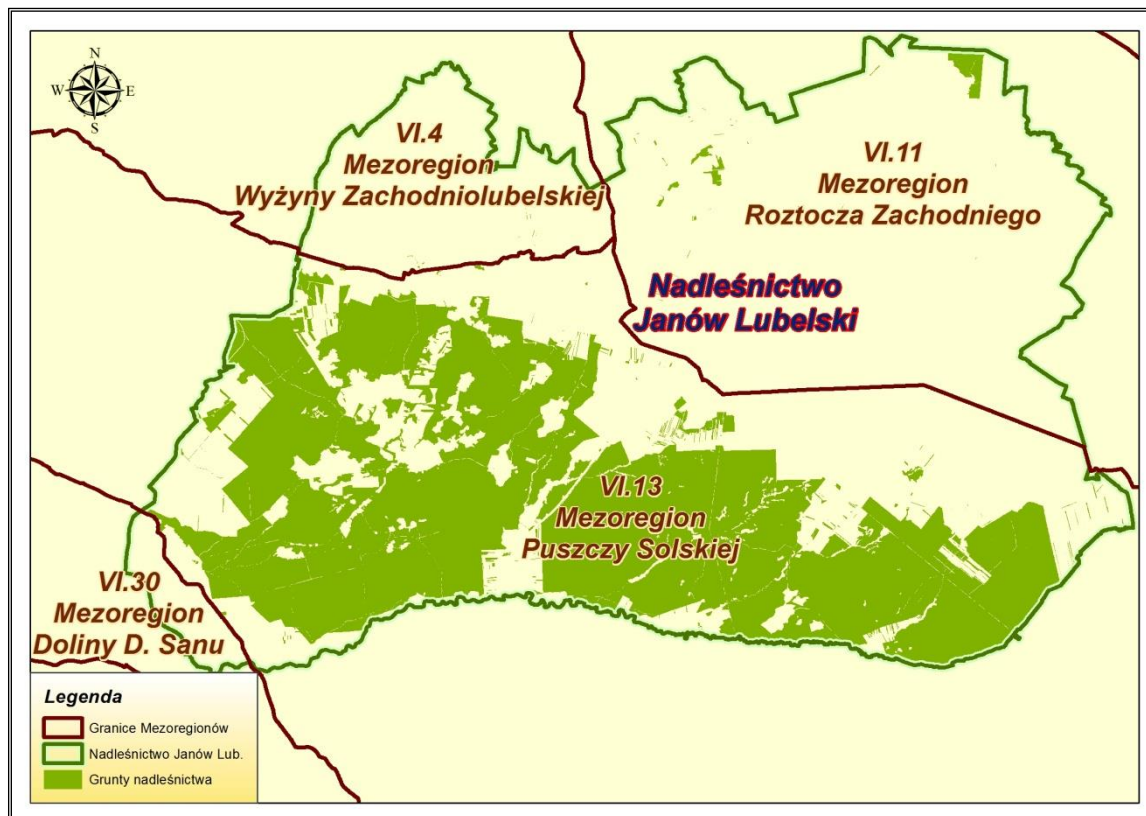 N
W E
S
VI.4
Mezoregion
Wyżyny Zachodniolubelskiej
VI.11
Mezoregion
Roztocza Zachodniego
Nadleśnictwo
Janów Lubelski
VI.13
Mezoregion
Puszczy Solskiej
VI.30
Mezoregion
Doliny D. Sanu
Legenda
Granice Mezoregionów
Nadleśnictwo Janów Lub.
Grunty nadleśnictwa